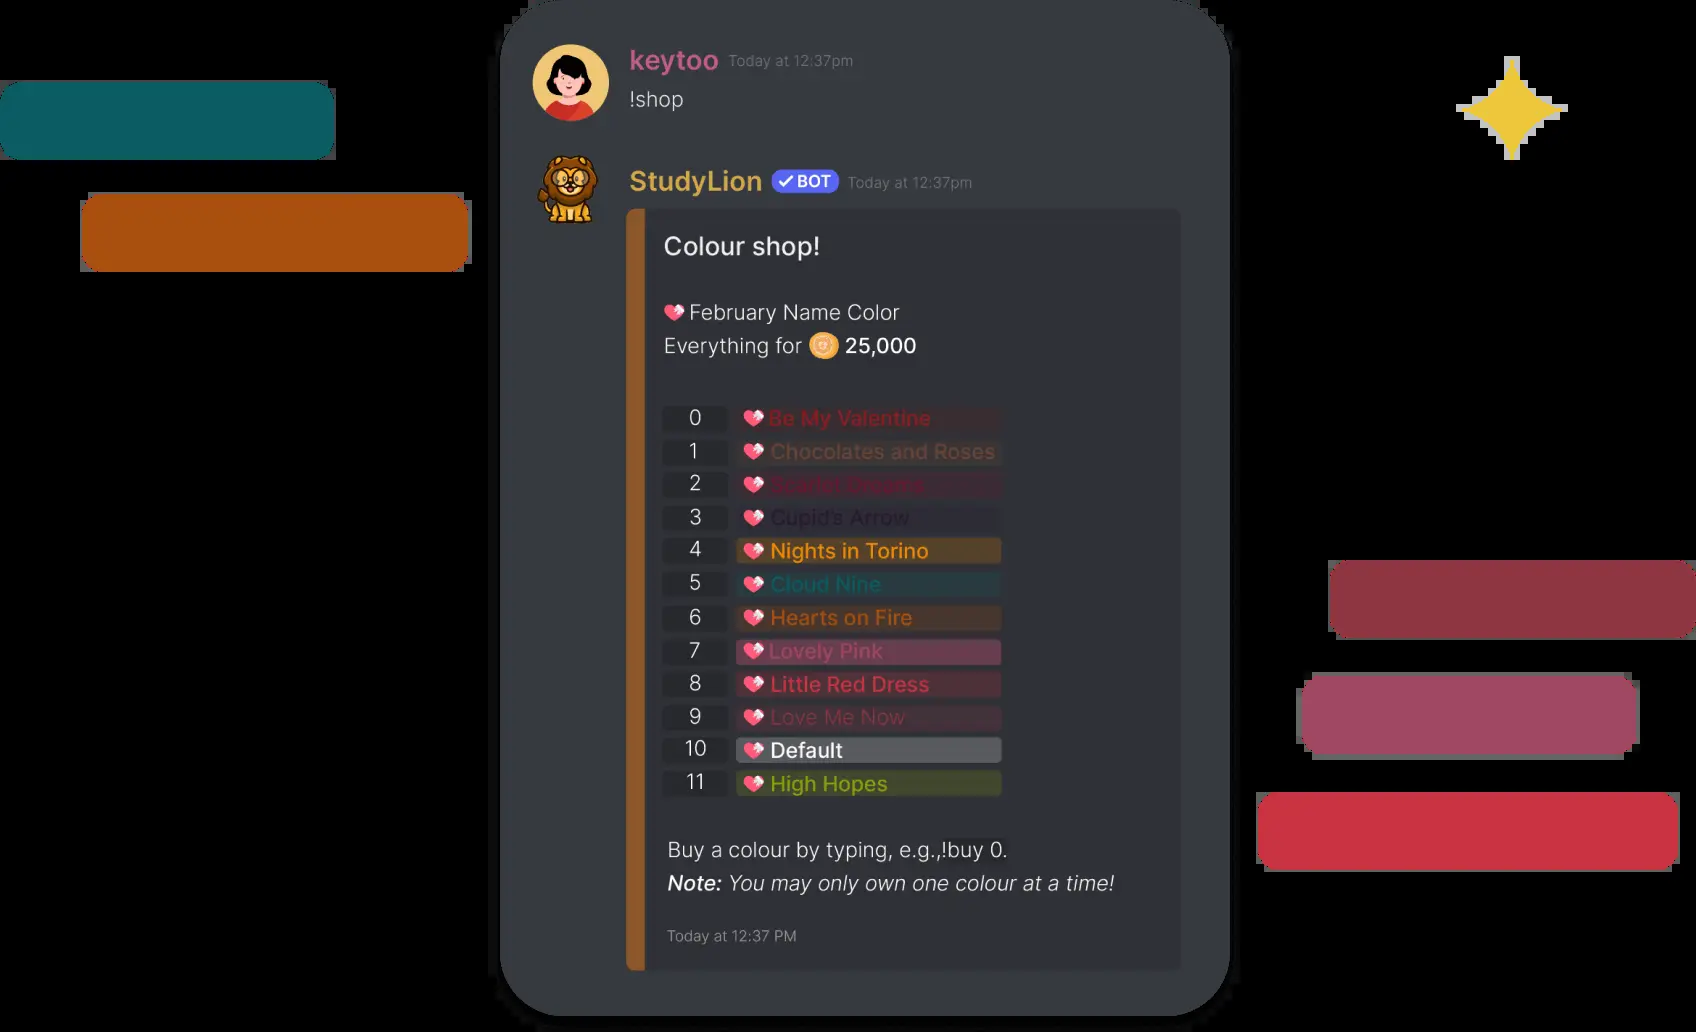 keytoo Today at 12:37pm
!shop
StudyLion BOT Today at 12:37pm
Colour shop!
February Name Color
Everything for 25,000
0 Be My Valentine
1 Chocolates and Roses
2 Scarlet
3 Cupid's Arrow
4 Nights in Torino
5 Cloud Nine
6 Hearts on Fire
7 Lovely Pink
8 Little Red Dress
9 Love Me Now
10 Default
11 High Hopes
Buy a colour by typing, e.g.,!buy 0.
Note: You may only own one colour at a time!
Today at 12:37 PM